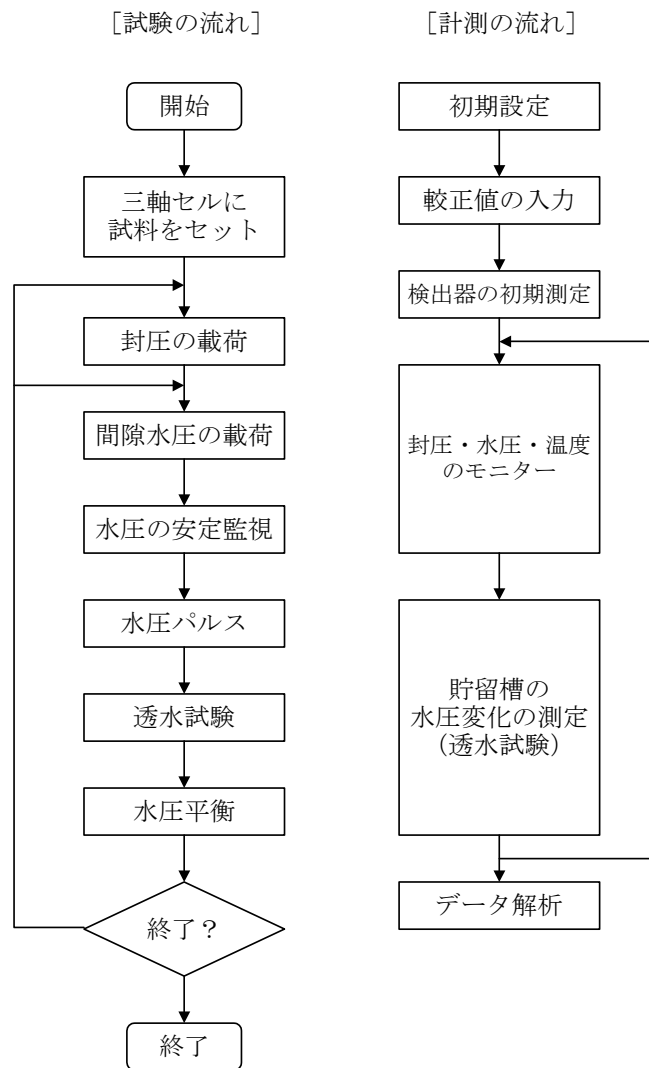 ［試験の流れ］
開始
三軸セルに
試料をセット
封圧の載荷
間隙水圧の載荷
水圧の安定監視
水圧パルス
透水試験
水圧平衡
終了？
終了
［計測の流れ］
初期設定
較正値の入力
検出器の初期測定
封圧・水圧・温度
のモニター
貯留槽の
水圧変化の測定
（透水試験）
データ解析